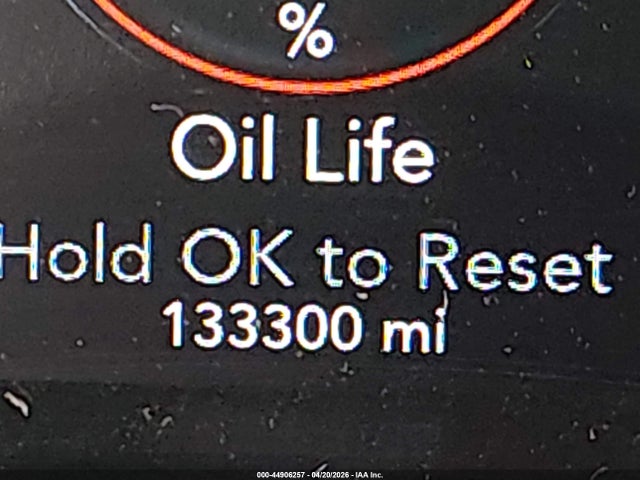 %
Oil Life
Hold OK to Reset
133300 mi
000-44906257 - 04/20/2026 - IAA Inc.